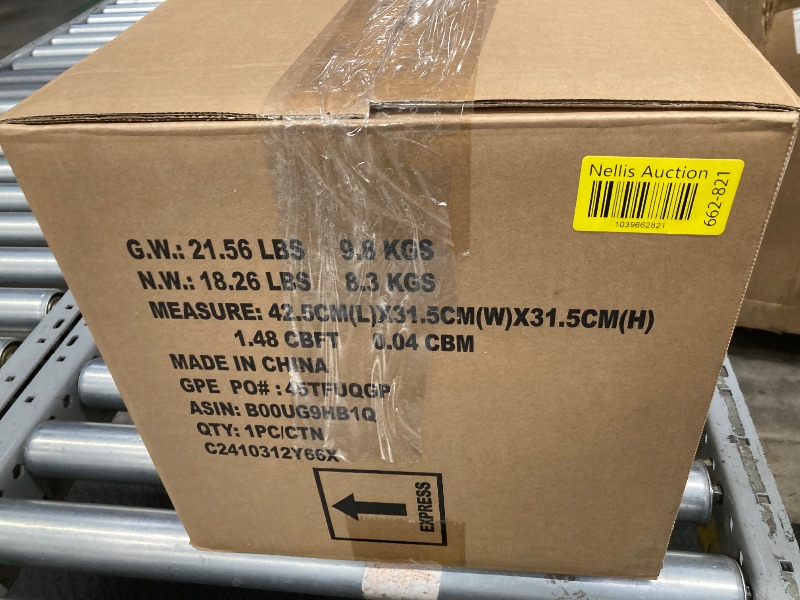 Nellis Auction
1039662821
662-821
G.W.: 21.56 LBS 9.8 KGS
N.W.: 18.26 LBS 8.3 KGS
MEASURE: 42.5CM(L)X31.5CM(W)X31.5CM(H)
1.48 CBFT 0.04 CBM
MADE IN CHINA
GPE PO# : 45TFUQGP
ASIN: B00UG9HB1Q
QTY: 1PC/CTN
C2410312Y66X
EXPRESS